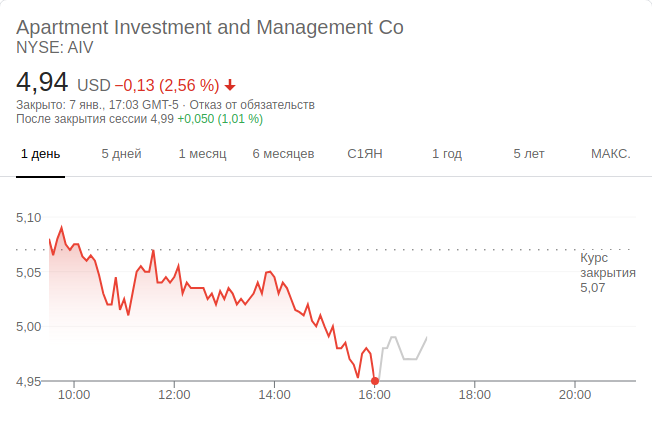 Apartment Investment and Management Co
NYSE: AIV
4,94 USD −0,13 (2,56 %)
Закрыто: 7 янв., 17:03 GMT-5 · Отказ от обязательств
После закрытия сессии 4,99 +0,050 (1,01 %)
1 день 5 дней 1 месяц 6 месяцев С1ЯН 1 год 5 лет МАКС.
5,10
Курс
закрытия
5,07
5,05
5,00
4,95
10:00 12:00 14:00 16:00 18:00 20:00